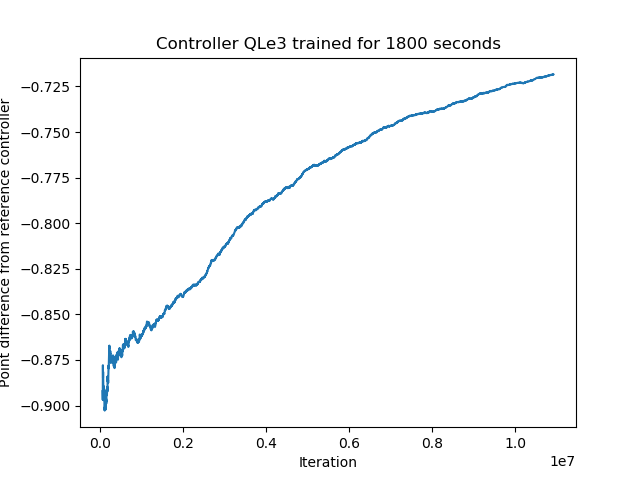 Controller QLe3 trained for 1800 seconds
Point difference from reference controller
−0.725
−0.750
−0.775
−0.800
−0.825
−0.850
−0.875
−0.900
0.0 0.2 0.4 0.6 0.8 1.0
Iteration
1e7